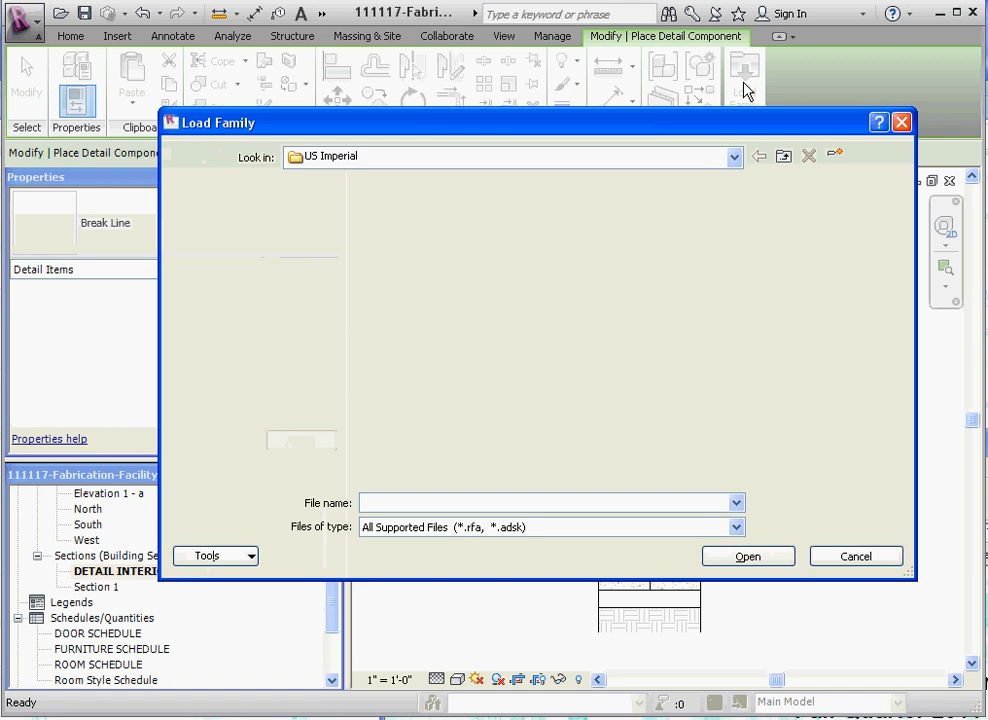 111117-Fabri...
Type a keyword or phrase
Sign In
Home Insert Annotate Analyze Structure Massing & Site Collaborate View Manage Modify | Place Detail Component
Modify
Paste
Cope
Cut
Select Properties Clipboa
Modify | Place Detail Compone
Load Family
Look in: US Imperial
Properties
Break Line
Detail Items
2D
Properties help
111117-Fabrication-Facility
Elevation 1 - a
North
South
West
Sections (Building Se
DETAIL INTERI
Section 1
Legends
Schedules/Quantities
DOOR SCHEDULE
FURNITURE SCHEDULE
ROOM SCHEDULE
Room Style Schedule
File name:
Files of type: All Supported Files (*.rfa, *.adsk)
Tools Open Cancel
1" = 1'-0"
Ready
:0
Main Model